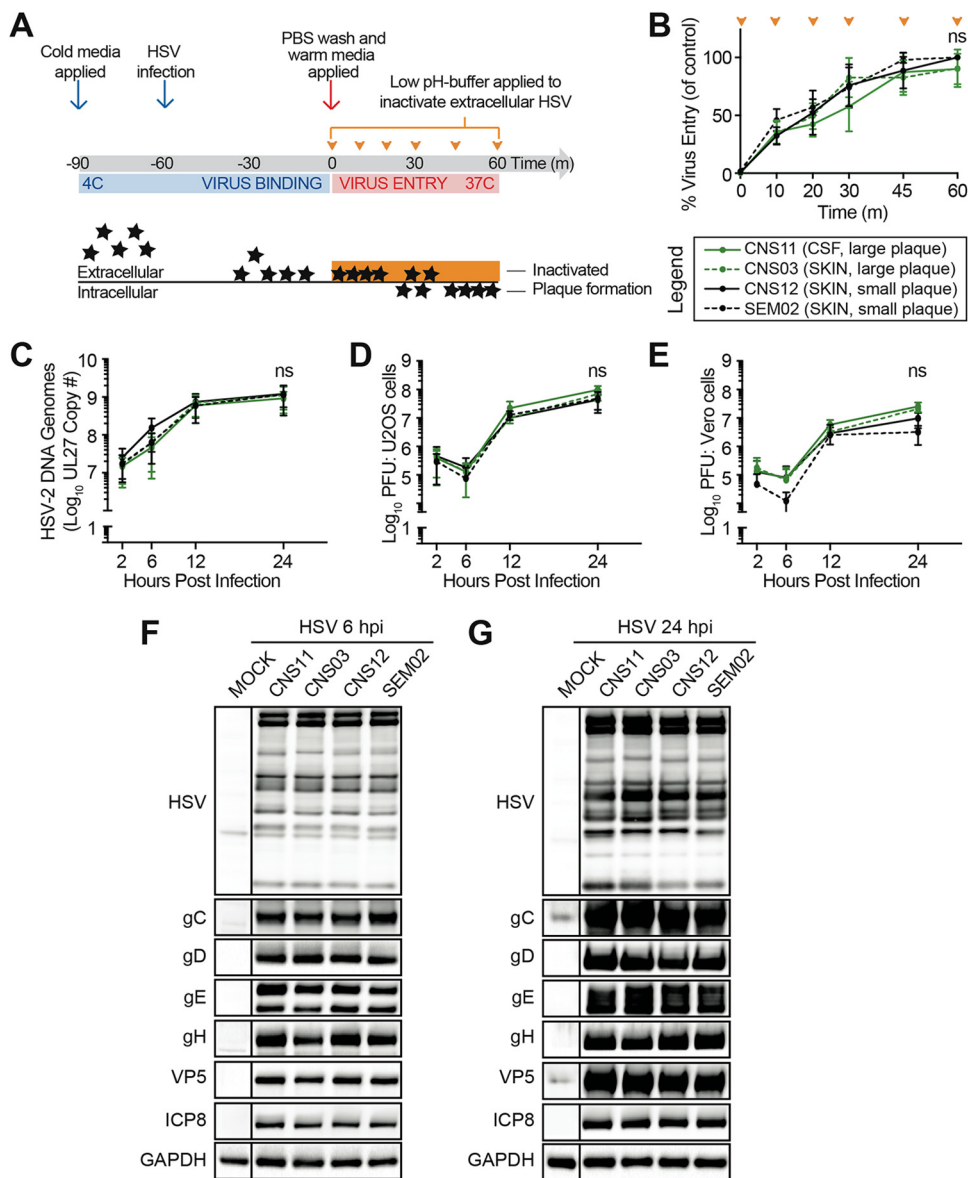 A
Cold media
applied
HSV
infection
PBS wash and
warm media
applied
Low pH-buffer applied to
inactivate extracellular HSV
-90 -60 -30 0 30 60 Time (m)
4C VIRUS BINDING VIRUS ENTRY 37C
Extracellular
Intracellular
Inactivated
Plaque formation
B
% Virus Entry (of control)
100
50
0
ns
0 10 20 30 45 60
Time (m)
Legend
CNS11 (CSF, large plaque)
CNS03 (SKIN, large plaque)
CNS12 (SKIN, small plaque)
SEM02 (SKIN, small plaque)
C
HSV-2 DNA Genomes
(Log10 UL27 Copy #)
10
9
8
7
1
ns
2 6 12 24
Hours Post Infection
D
Log10 PFU: U2OS cells
9
8
7
6
5
1
ns
2 6 12 24
Hours Post Infection
E
Log10 PFU: Vero cells
9
8
7
6
5
1
ns
2 6 12 24
Hours Post Infection
F
HSV 6 hpi
MOCK CNS11 CNS03 CNS12 SEM02
HSV
gC
gD
gE
gH
VP5
ICP8
GAPDH
G
HSV 24 hpi
MOCK CNS11 CNS03 CNS12 SEM02
HSV
gC
gD
gE
gH
VP5
ICP8
GAPDH